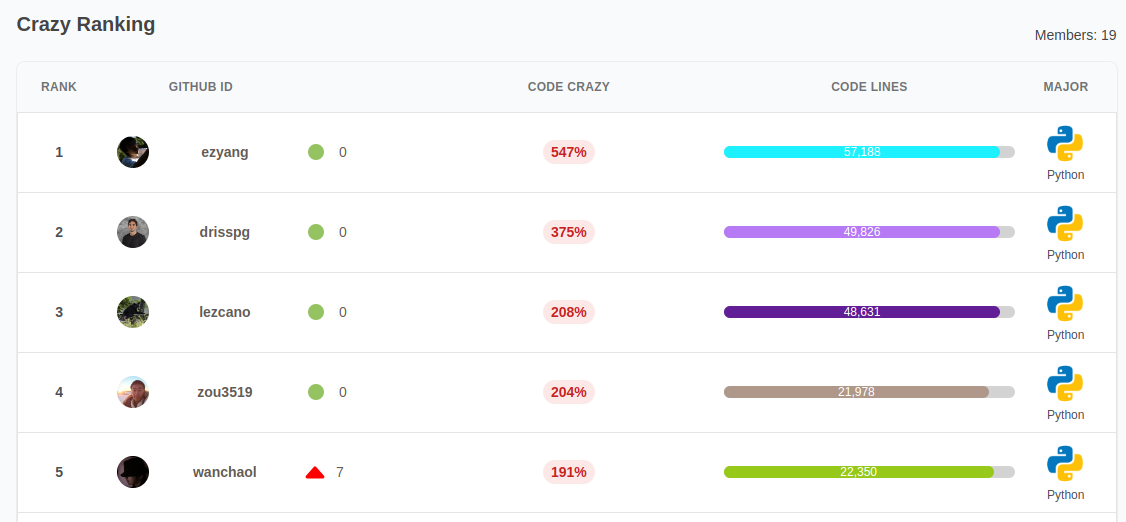 Crazy Ranking
Members: 19
RANK GITHUB ID CODE CRAZY CODE LINES MAJOR
1 ezyang 0 547% 57,188 Python
2 drisspg 0 375% 49,826 Python
3 lezcano 0 208% 48,631 Python
4 zou3519 0 204% 21,978 Python
5 wanchaol 7 191% 22,350 Python